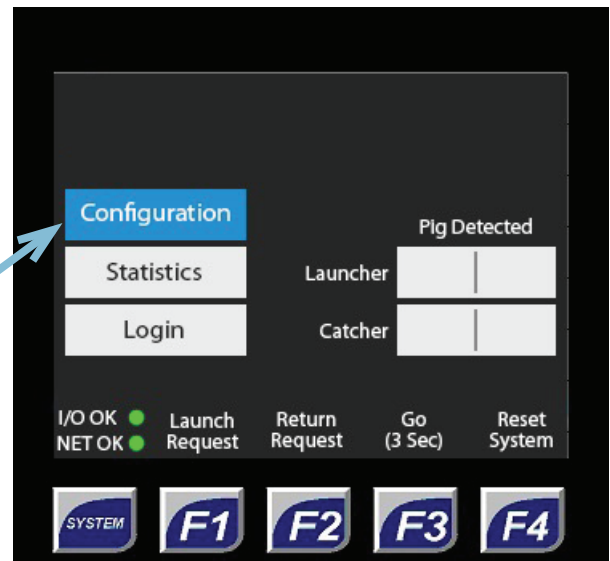 Configuration
Pig Detected
Statistics
Launcher
Login
Catcher
I/O OK
NET OK
Launch
Request
Return
Request
Go
(3 Sec)
Reset
System
SYSTEM
F1
F2
F3
F4